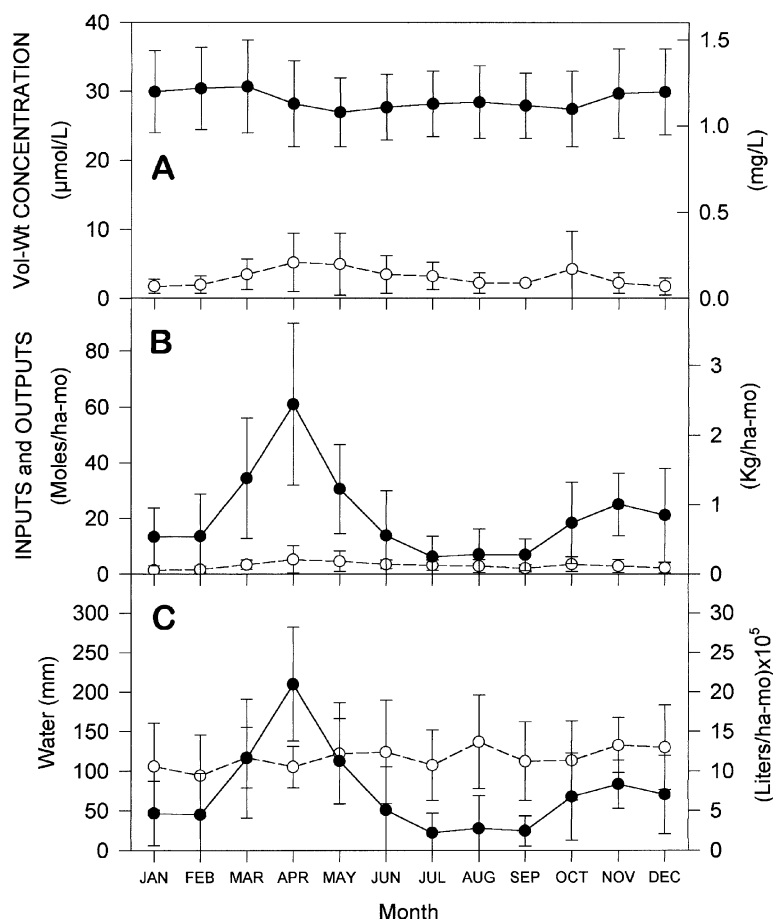 40
30
20
10
0
Vol-Wt CONCENTRATION
(µmol/L)
A
1.5
1.0
0.5
0.0
(mg/L)
80
60
40
20
0
INPUTS and OUTPUTS
(Moles/ha-mo)
B
3
2
1
0
(Kg/ha-mo)
300
250
200
150
100
50
0
Water (mm)
C
30
25
20
15
10
5
0
(Liters/ha-mo)x10⁵
JAN FEB MAR APR MAY JUN JUL AUG SEP OCT NOV DEC
Month